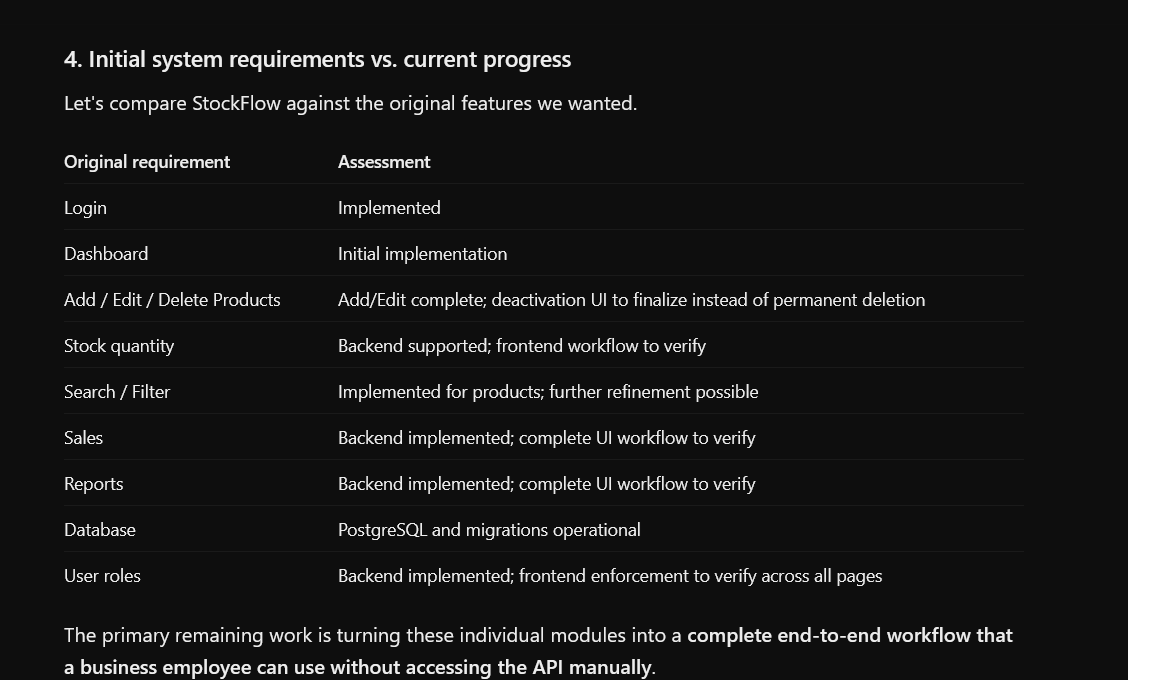 4. Initial system requirements vs. current progress
Let's compare StockFlow against the original features we wanted.
Original requirement Assessment
Login Implemented
Dashboard Initial implementation
Add / Edit / Delete Products Add/Edit complete; deactivation UI to finalize instead of permanent deletion
Stock quantity Backend supported; frontend workflow to verify
Search / Filter Implemented for products; further refinement possible
Sales Backend implemented; complete UI workflow to verify
Reports Backend implemented; complete UI workflow to verify
Database PostgreSQL and migrations operational
User roles Backend implemented; frontend enforcement to verify across all pages
The primary remaining work is turning these individual modules into a complete end-to-end workflow that
a business employee can use without accessing the API manually.